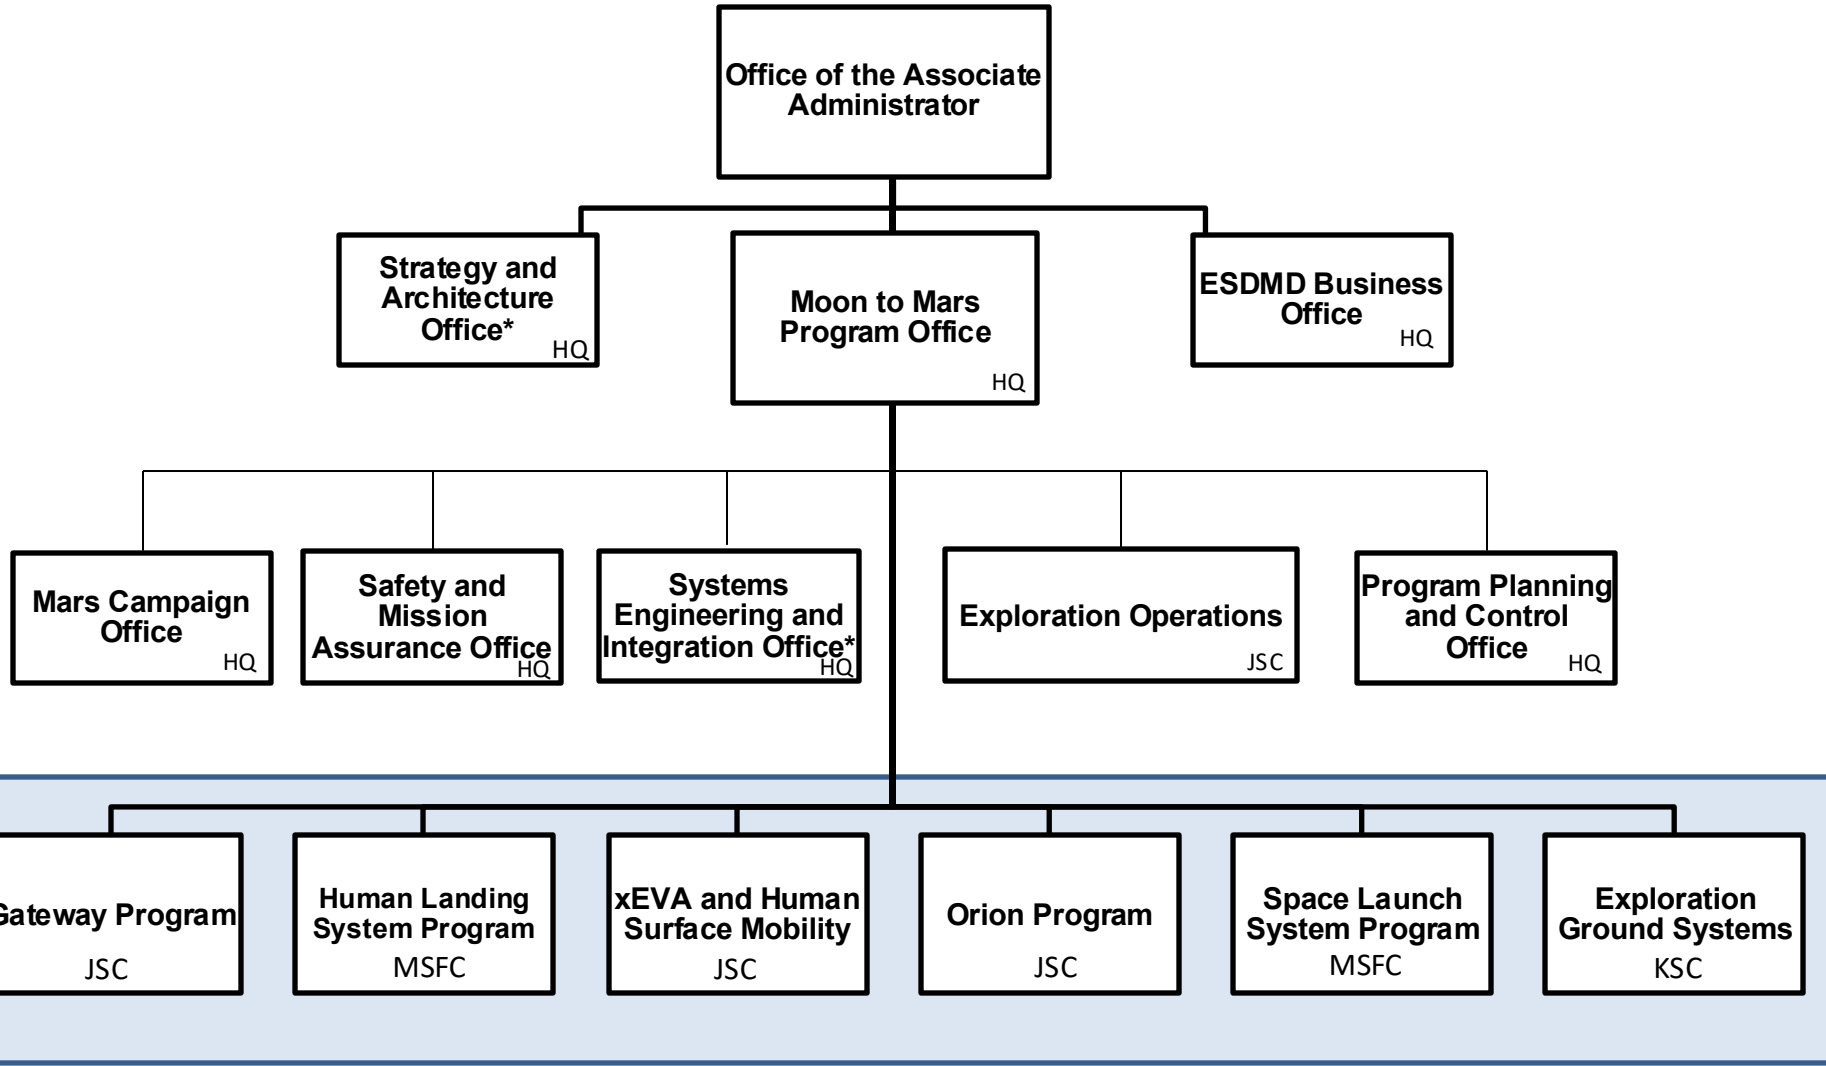 Office of the Associate
Administrator
Strategy and
Architecture
Office*
HQ
Moon to Mars
Program Office
HQ
ESDMD Business
Office
HQ
Mars Campaign
Office
HQ
Safety and
Mission
Assurance Office
HQ
Systems
Engineering and
Integration Office*
HQ
Exploration Operations
JSC
Program Planning
and Control
Office
HQ
Gateway Program
JSC
Human Landing
System Program
MSFC
xEVA and Human
Surface Mobility
JSC
Orion Program
JSC
Space Launch
System Program
MSFC
Exploration
Ground Systems
KSC